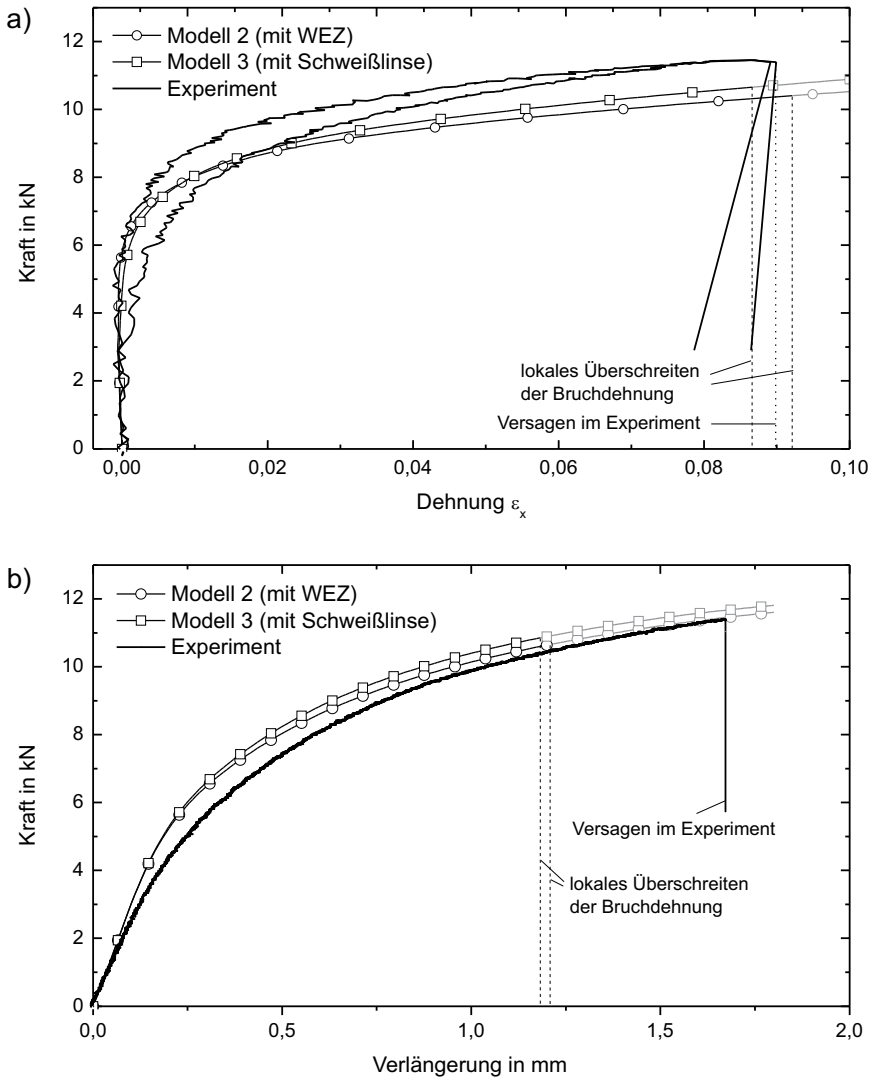 a)
Modell 2 (mit WEZ)
Modell 3 (mit Schweißlinse)
Experiment
12
10
8
6
4
2
0
Kraft in kN
lokales Überschreiten
der Bruchdehnung
Versagen im Experiment
0,00
0,02
0,04
0,06
0,08
0,10
Dehnung εx
b)
Modell 2 (mit WEZ)
Modell 3 (mit Schweißlinse)
Experiment
12
10
8
6
4
2
0
Kraft in kN
Versagen im Experiment
lokales Überschreiten
der Bruchdehnung
0,0
0,5
1,0
1,5
2,0
Verlängerung in mm